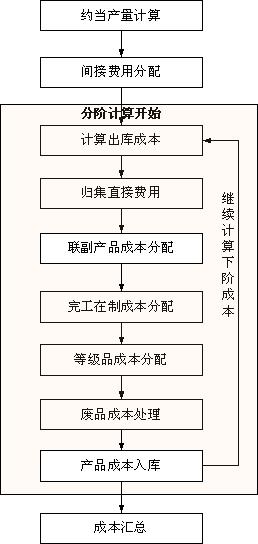 约当产量计算
间接费用分配
分阶计算开始
计算出库成本
归集直接费用
联副产品成本分配
完工在制成本分配
等级品成本分配
废品成本处理
产品成本入库
继续计算下阶成本
成本汇总